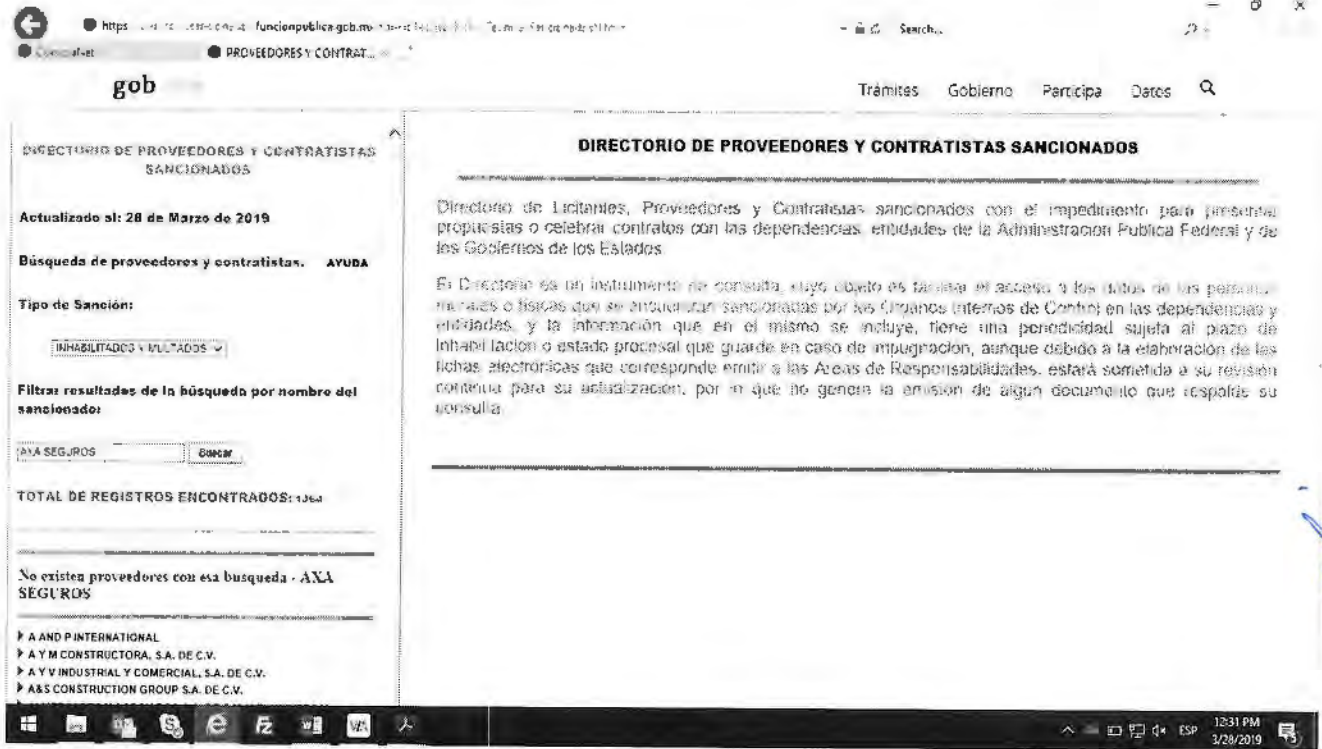 https funcionpublica.gob.mx Search...
PROVEEDORES Y CONTRAT...
gob
Trámites Gobierno Participa Datos
DIRECTORIO DE PROVEEDORES Y CONTRATISTAS
SANCIONADOS
Actualizado al: 28 de Marzo de 2019
Búsqueda de proveedores y contratistas. AYUDA
Tipo de Sanción:
INHABILITADOS Y MULTADOS
Filtrar resultados de la búsqueda por nombre del
sancionado:
AXA SEGUROS Buscar
TOTAL DE REGISTROS ENCONTRADOS:
No existen proveedores con esa busqueda - AXA
SEGUROS
A AND P INTERNATIONAL
A Y M CONSTRUCTORA, S.A. DE C.V.
A Y V INDUSTRIAL Y COMERCIAL, S.A. DE C.V.
A&S CONSTRUCTION GROUP S.A. DE C.V.
DIRECTORIO DE PROVEEDORES Y CONTRATISTAS SANCIONADOS
Directorio de Licitantes, Proveedores y Contratistas sancionados con el impedimento para presentar
propuestas o celebrar contratos con las dependencias, entidades de la Administración Pública Federal y de
los Gobiernos de los Estados.
El Directorio es un instrumento de consulta, cuyo objeto es facilitar el acceso a los datos de las personas
morales o físicas que se encuentran sancionadas por los Órganos Internos de Control en las dependencias y
entidades, y la información que en el mismo se incluye, tiene una periodicidad sujeta al plazo de
inhabilitación o estado procesal que guarde en caso de impugnación, aunque debido a la elaboración de las
fichas electrónicas que corresponde emitir a las Áreas de Responsabilidades, estará sometida a su revisión
continua para su actualización, por lo que no genera la emisión de algún documento que respalde su
consulta.
ESP 12:31 PM
3/28/2019